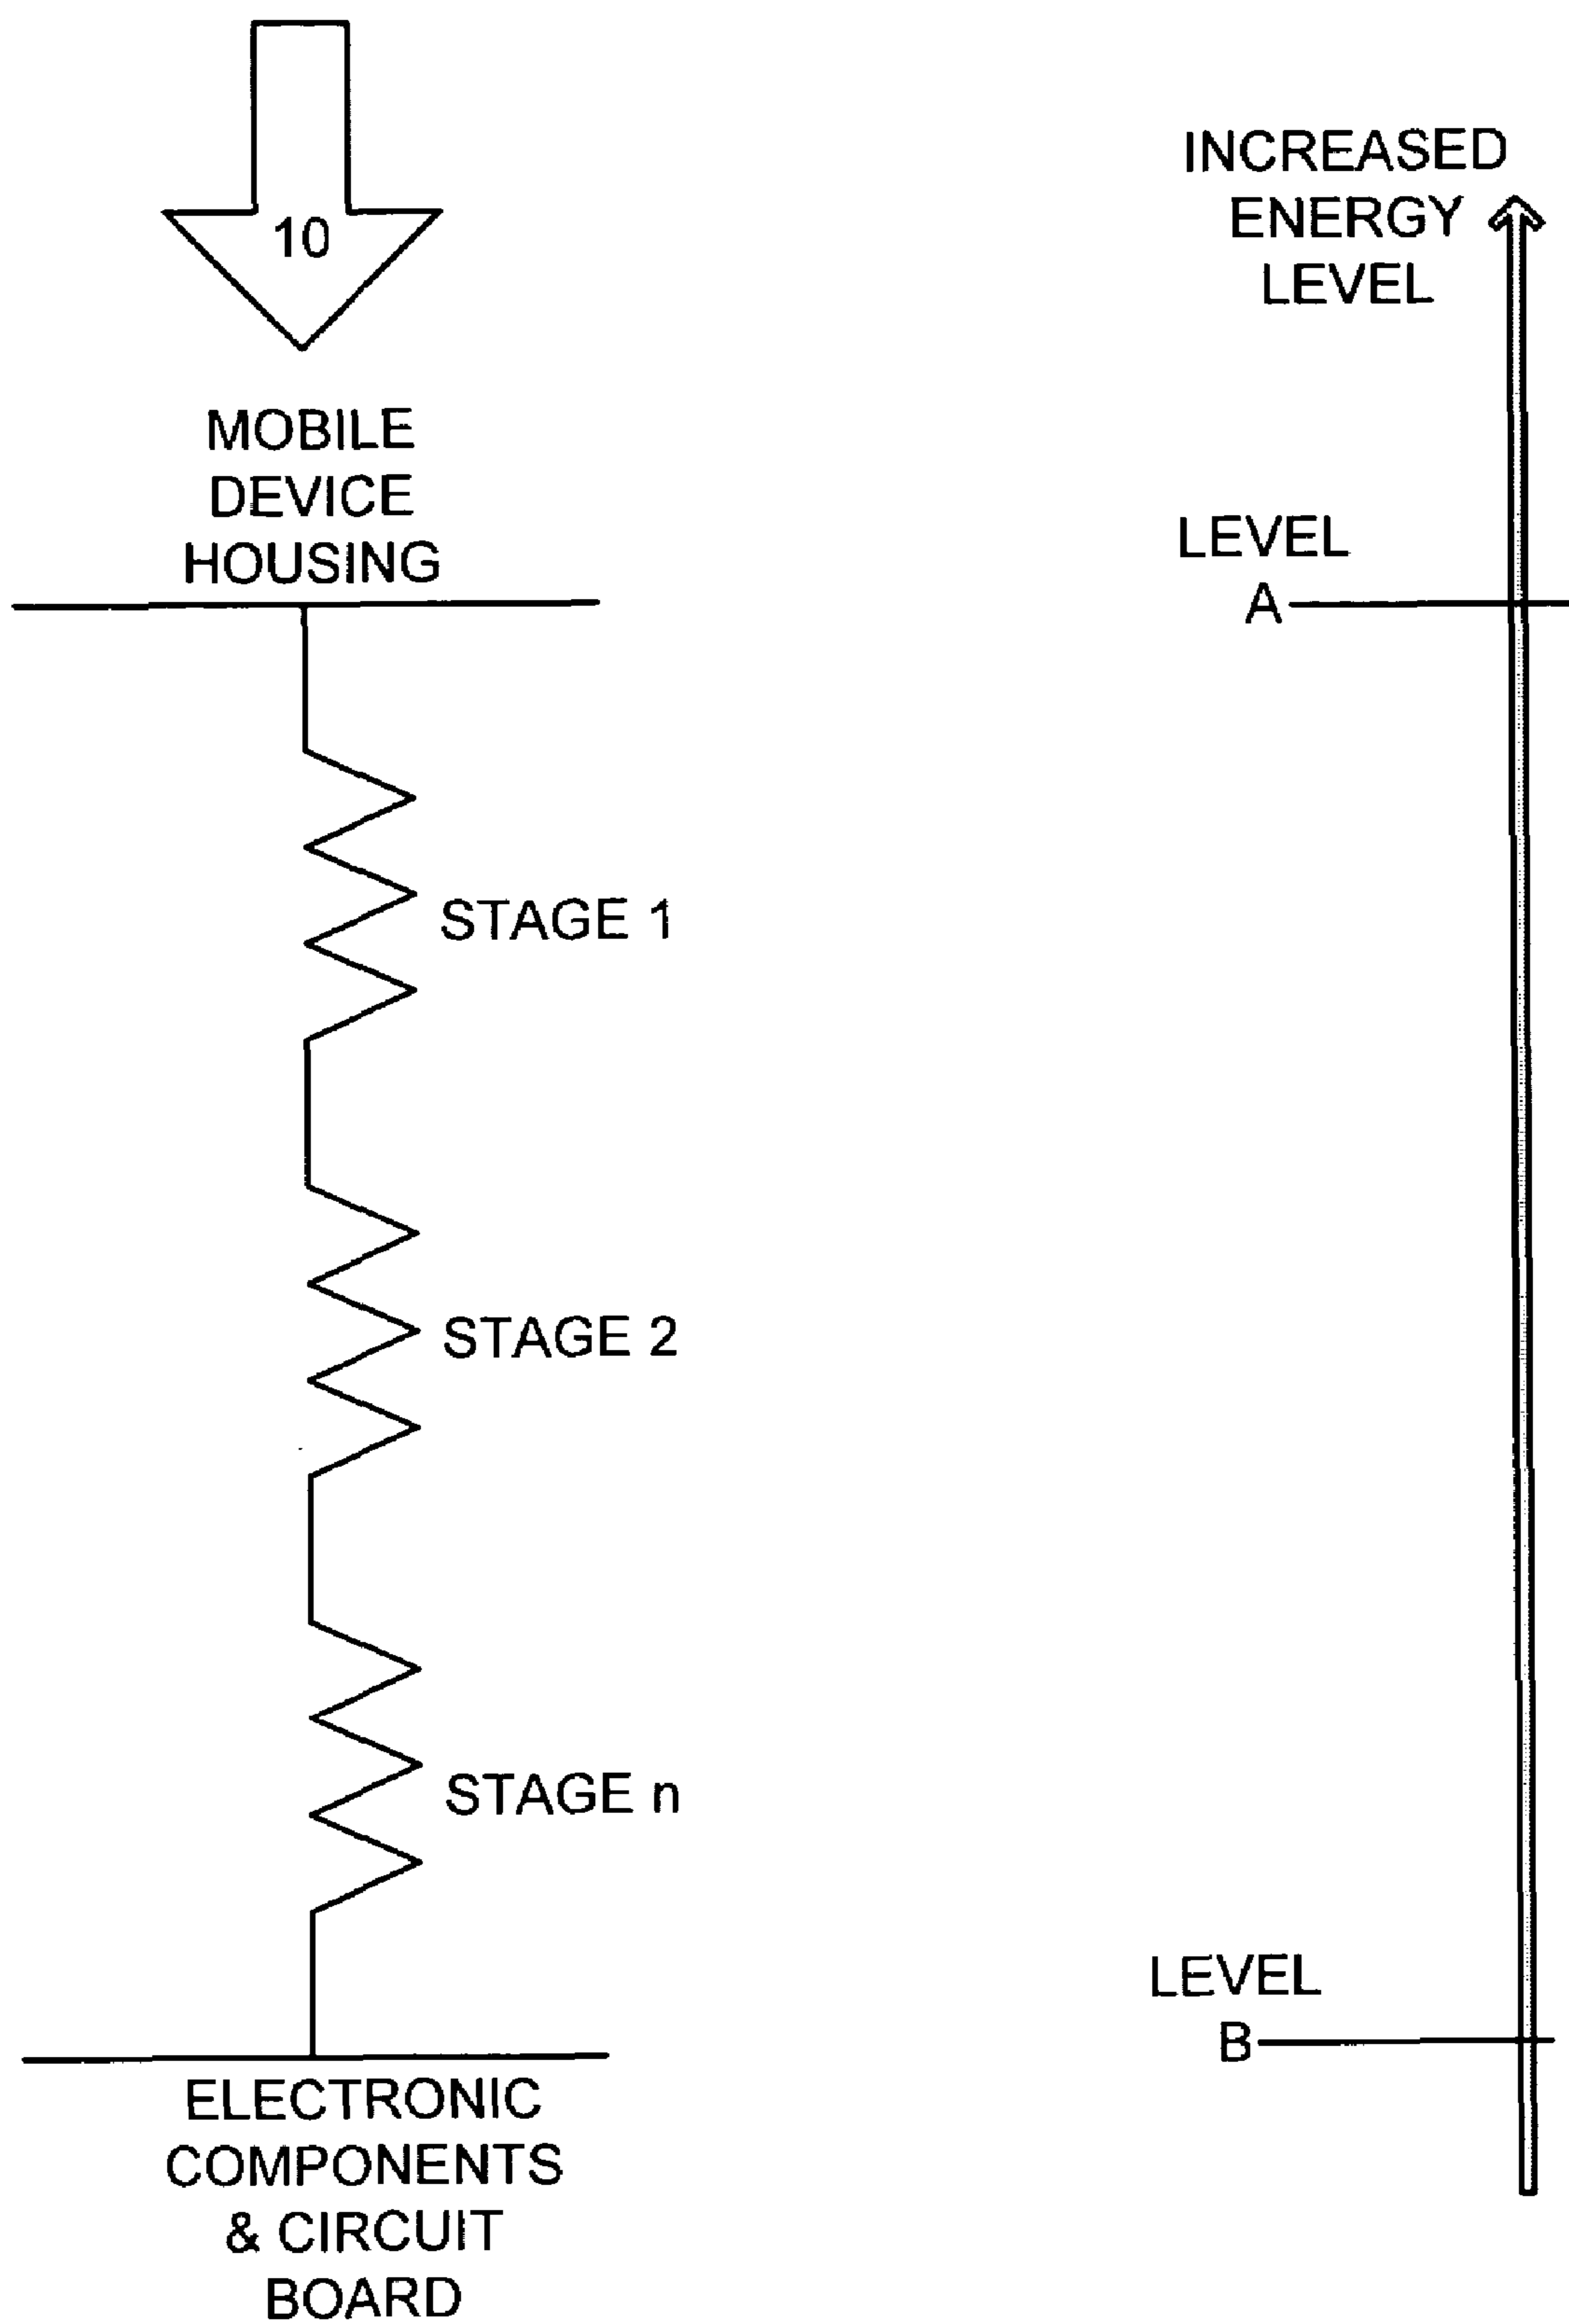 10
MOBILE
DEVICE
HOUSING
STAGE 1
STAGE 2
STAGE n
ELECTRONIC
COMPONENTS
& CIRCUIT
BOARD
INCREASED
ENERGY
LEVEL
LEVEL
A
LEVEL
B